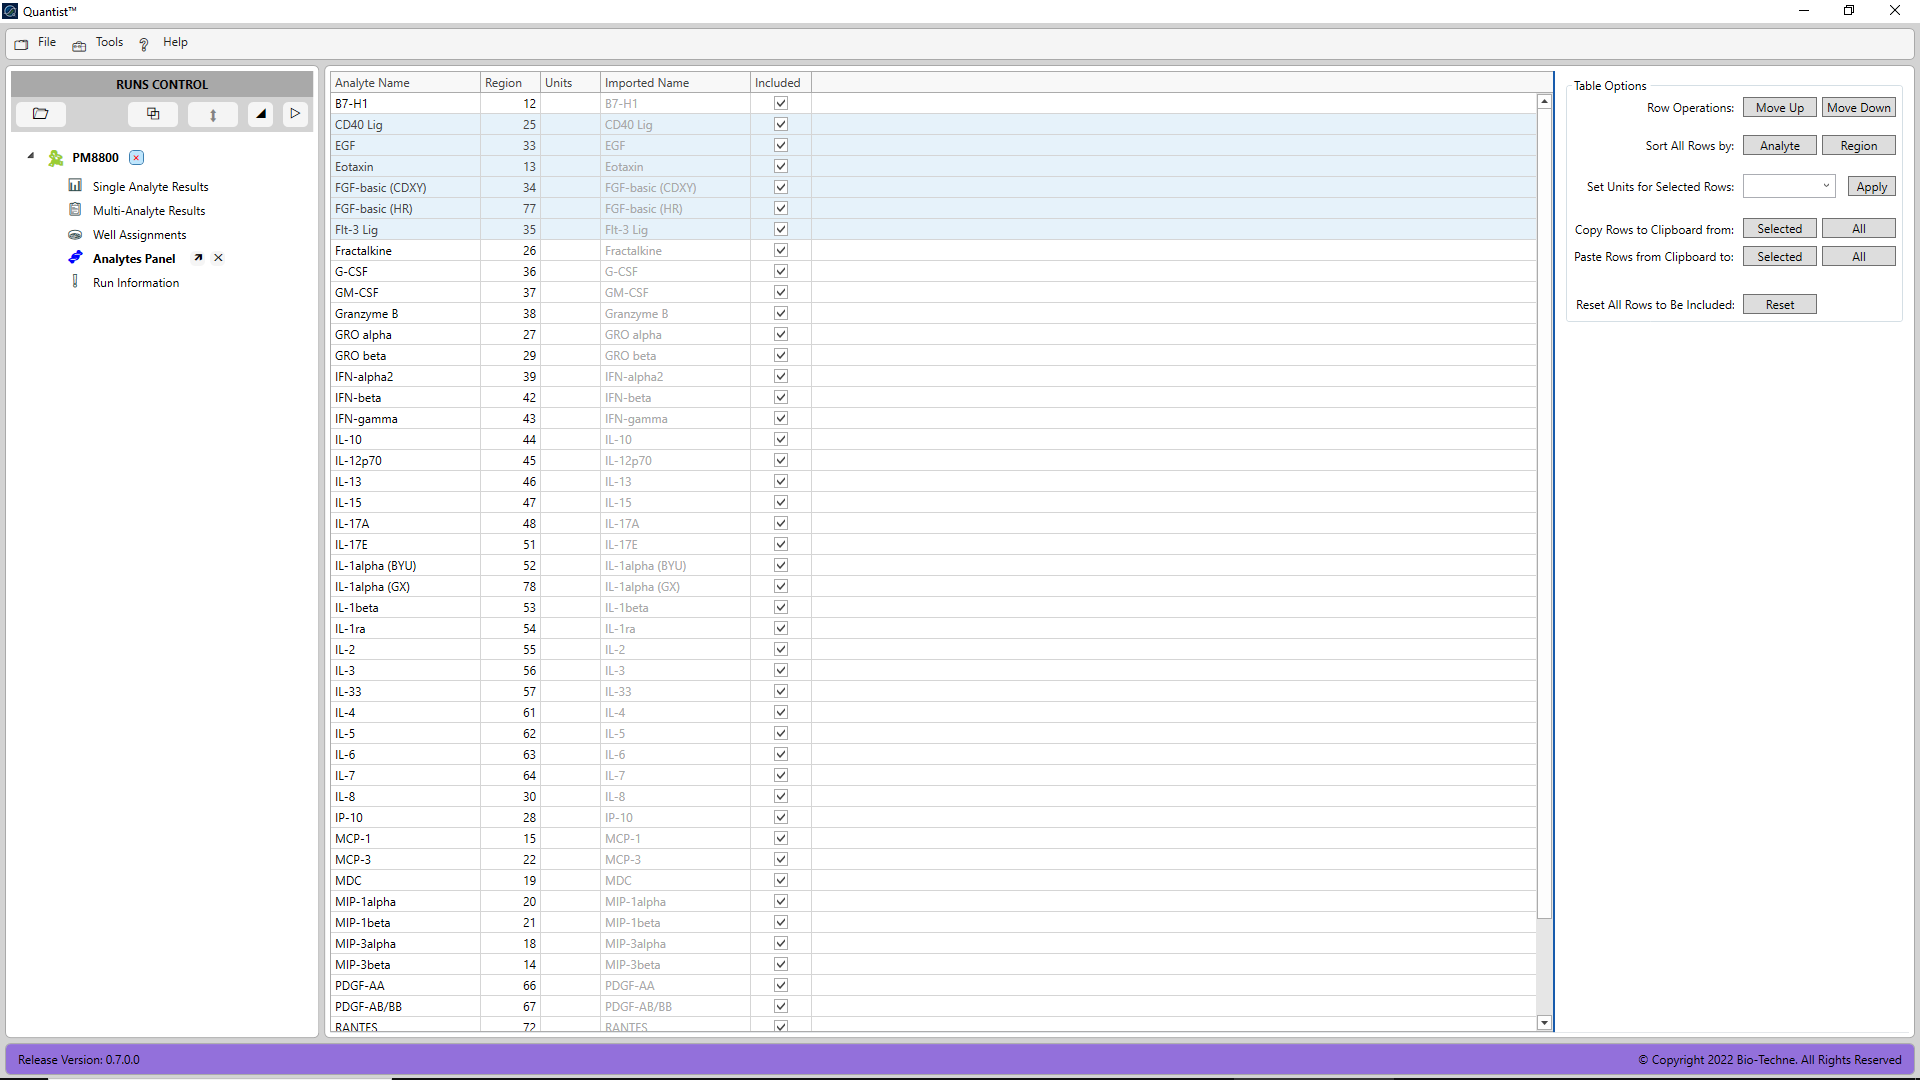 Quantist™
File Tools Help
RUNS CONTROL
PM8800
Single Analyte Results
Multi-Analyte Results
Well Assignments
Analytes Panel
Run Information
Analyte Name Region Units Imported Name Included
B7-H1 12 B7-H1
CD40 Lig 25 CD40 Lig
EGF 33 EGF
Eotaxin 13 Eotaxin
FGF-basic (CDXY) 34 FGF-basic (CDXY)
FGF-basic (HR) 77 FGF-basic (HR)
Flt-3 Lig 35 Flt-3 Lig
Fractalkine 26 Fractalkine
G-CSF 36 G-CSF
GM-CSF 37 GM-CSF
Granzyme B 38 Granzyme B
GRO alpha 27 GRO alpha
GRO beta 29 GRO beta
IFN-alpha2 39 IFN-alpha2
IFN-beta 42 IFN-beta
IFN-gamma 43 IFN-gamma
IL-10 44 IL-10
IL-12p70 45 IL-12p70
IL-13 46 IL-13
IL-15 47 IL-15
IL-17A 48 IL-17A
IL-17E 51 IL-17E
IL-1alpha (BYU) 52 IL-1alpha (BYU)
IL-1alpha (GX) 78 IL-1alpha (GX)
IL-1beta 53 IL-1beta
IL-1ra 54 IL-1ra
IL-2 55 IL-2
IL-3 56 IL-3
IL-33 57 IL-33
IL-4 61 IL-4
IL-5 62 IL-5
IL-6 63 IL-6
IL-7 64 IL-7
IL-8 30 IL-8
IP-10 28 IP-10
MCP-1 15 MCP-1
MCP-3 22 MCP-3
MDC 19 MDC
MIP-1alpha 20 MIP-1alpha
MIP-1beta 21 MIP-1beta
MIP-3alpha 18 MIP-3alpha
MIP-3beta 14 MIP-3beta
PDGF-AA 66 PDGF-AA
PDGF-AB/BB 67 PDGF-AB/BB
RANTES 72 RANTES
Table Options
Row Operations: Move Up Move Down
Sort All Rows by: Analyte Region
Set Units for Selected Rows: Apply
Copy Rows to Clipboard from: Selected All
Paste Rows from Clipboard to: Selected All
Reset All Rows to Be Included: Reset
Release Version: 0.7.0.0
© Copyright 2022 Bio-Techne. All Rights Reserved